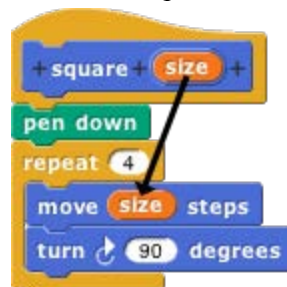 + square + size +
pen down
repeat 4
move size steps
turn 90 degrees